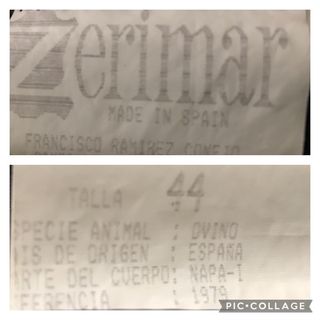 Zerimar
MADE IN SPAIN
FRANCISCO RAMIREZ CONEJO
TALLA 44
SPECIE ANIMAL : OVINO
IS DE ORIGEN : ESPAÑA
ARTE DEL CUERPO: NAPA-I
FERENCIA : 1979
PIC•COLLAGE